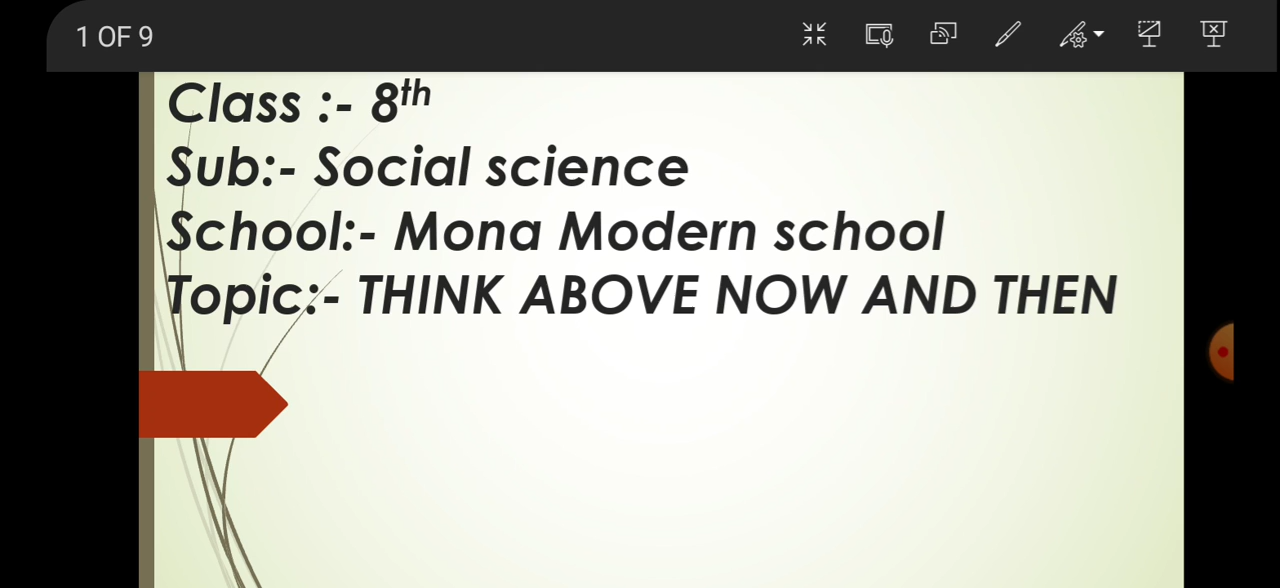 1 OF 9
Class :- 8th
Sub:- Social science
School:- Mona Modern school
Topic:- THINK ABOVE NOW AND THEN